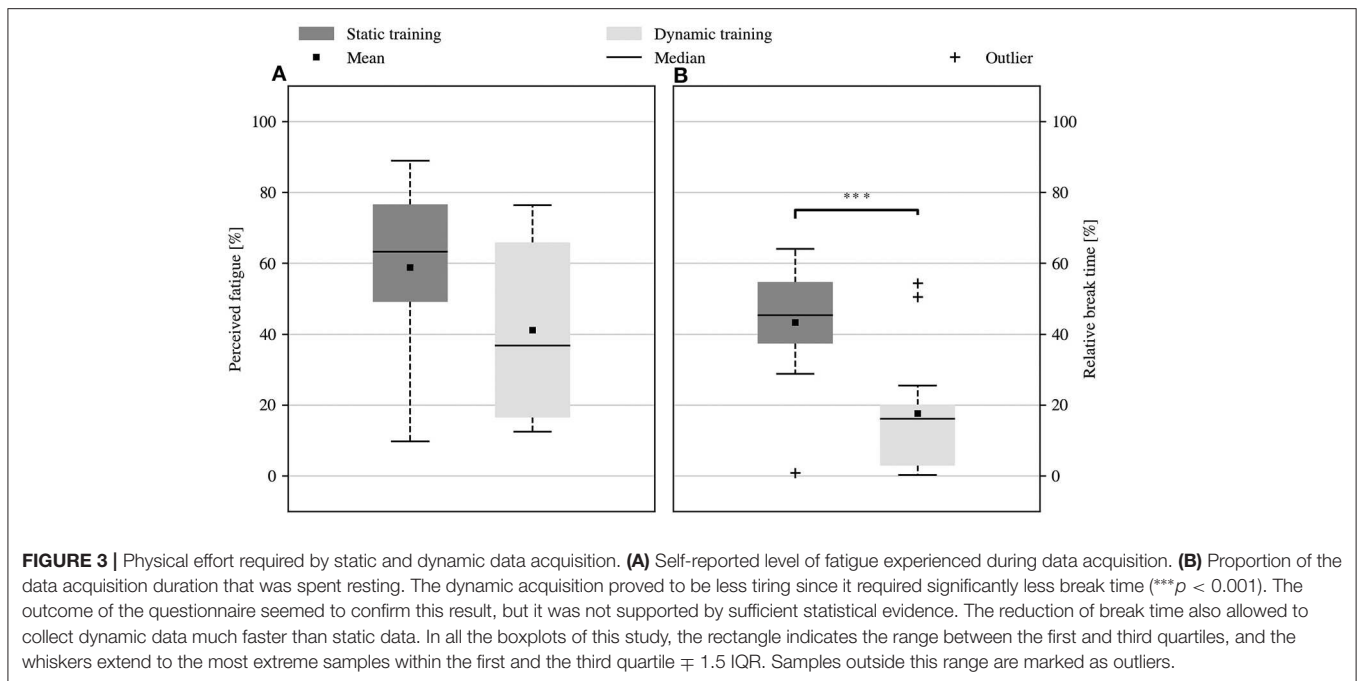 Static training
Dynamic training
Mean
Median
Outlier
A
B
100
80
60
40
20
0
Perceived fatigue [%]
***
100
80
60
40
20
0
Relative break time [%]
FIGURE 3 | Physical effort required by static and dynamic data acquisition. (A) Self-reported level of fatigue experienced during data acquisition. (B) Proportion of the
data acquisition duration that was spent resting. The dynamic acquisition proved to be less tiring since it required significantly less break time (***p < 0.001). The
outcome of the questionnaire seemed to confirm this result, but it was not supported by sufficient statistical evidence. The reduction of break time also allowed to
collect dynamic data much faster than static data. In all the boxplots of this study, the rectangle indicates the range between the first and third quartiles, and the
whiskers extend to the most extreme samples within the first and the third quartile ∓ 1.5 IQR. Samples outside this range are marked as outliers.